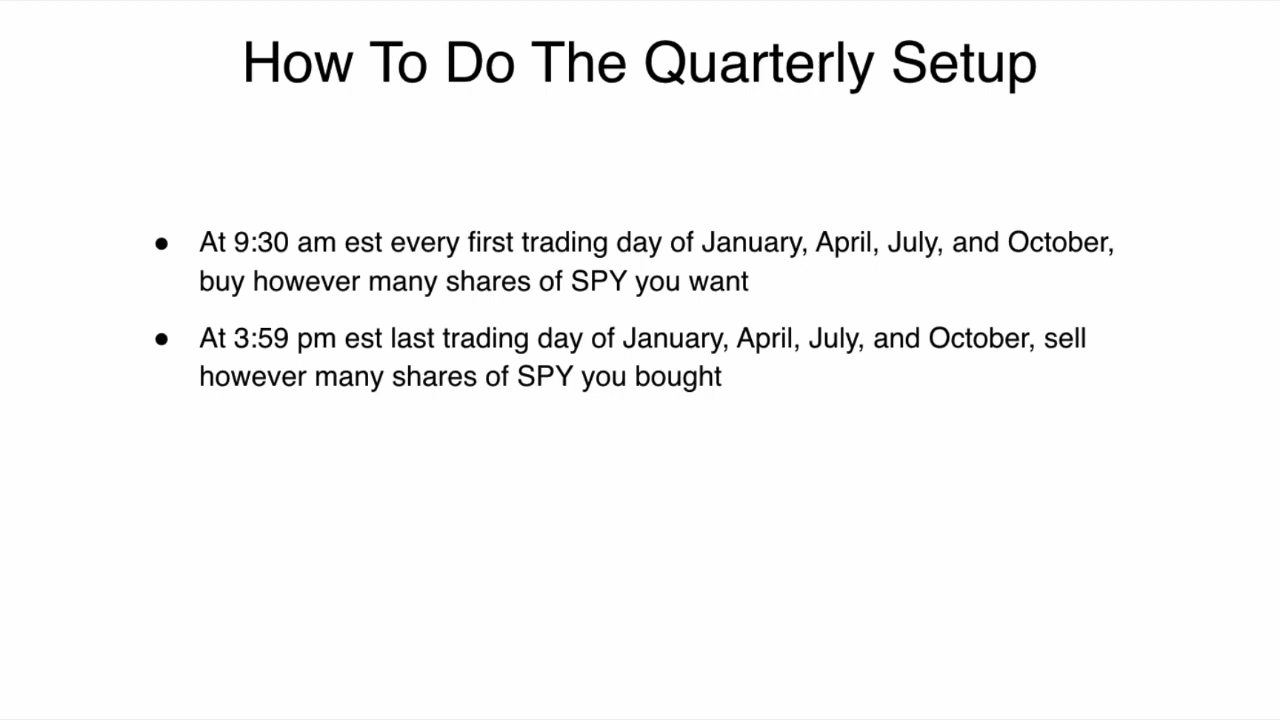 How To Do The Quarterly Setup
● At 9:30 am est every first trading day of January, April, July, and October,
buy however many shares of SPY you want
● At 3:59 pm est last trading day of January, April, July, and October, sell
however many shares of SPY you bought